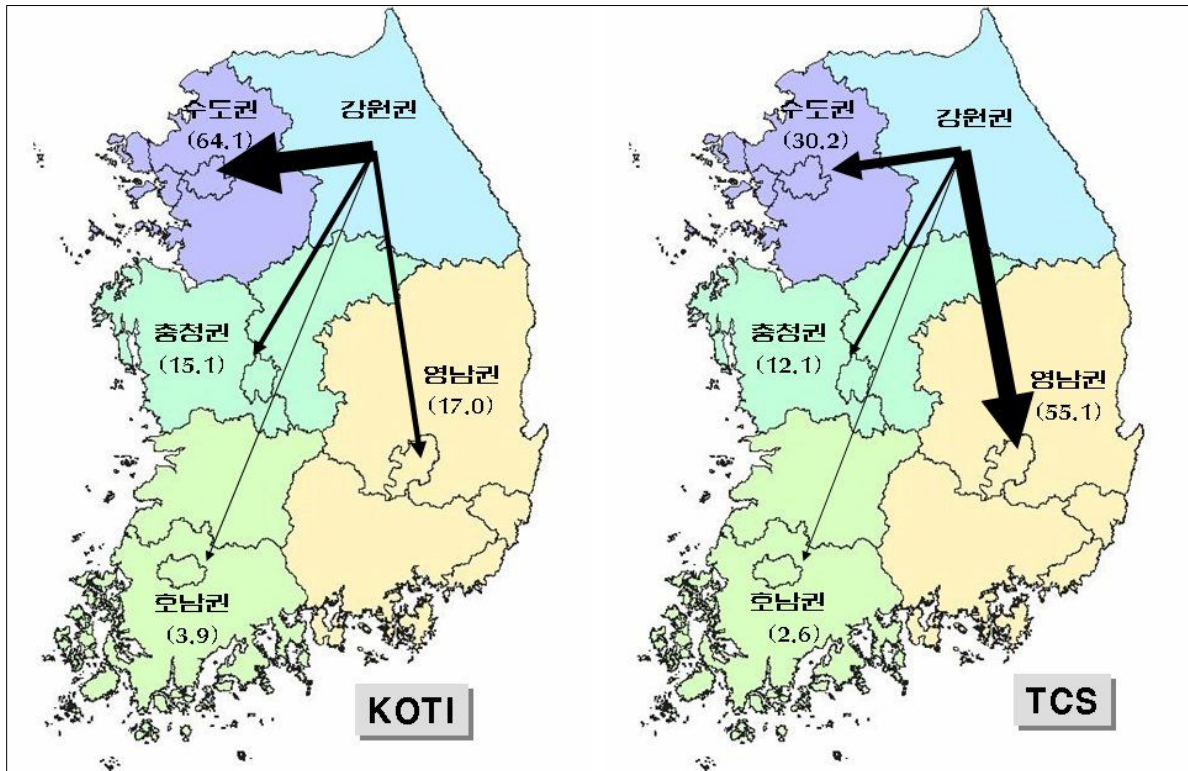 수도권
(64.1)
강원권
충청권
(15.1)
영남권
(17.0)
호남권
(3.9)
KOTI
수도권
(30.2)
강원권
충청권
(12.1)
영남권
(55.1)
호남권
(2.6)
TCS